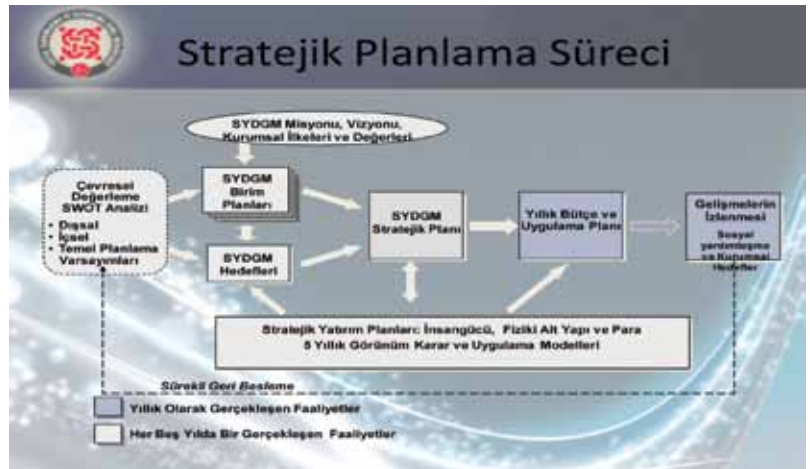 Stratejik Planlama Süreci
SYDGM Misyonu, Vizyonu,
Kurumsal İlkeleri ve Değerleri
Çevresel
Değerleme
SWOT Analizi
• Dışsal
• İçsel
• Temel Planlama
Varsayımları
SYDGM
Birim
Planları
SYDGM
Hedefleri
SYDGM
Stratejik Planı
Yıllık Bütçe ve
Uygulama Planı
Gelişmelerin
İzlenmesi
Sosyal
yardımlaşma
ve Kurumsal
Hedefler
Stratejik Yatırım Planları: İnsangücü, Fiziki Alt Yapı ve Para
5 Yıllık Görünüm Karar ve Uygulama Modelleri
Sürekli Geri Besleme
Yıllık Olarak Gerçekleşen Faaliyetler
Her Beş Yılda Bir Gerçekleşen Faaliyetler